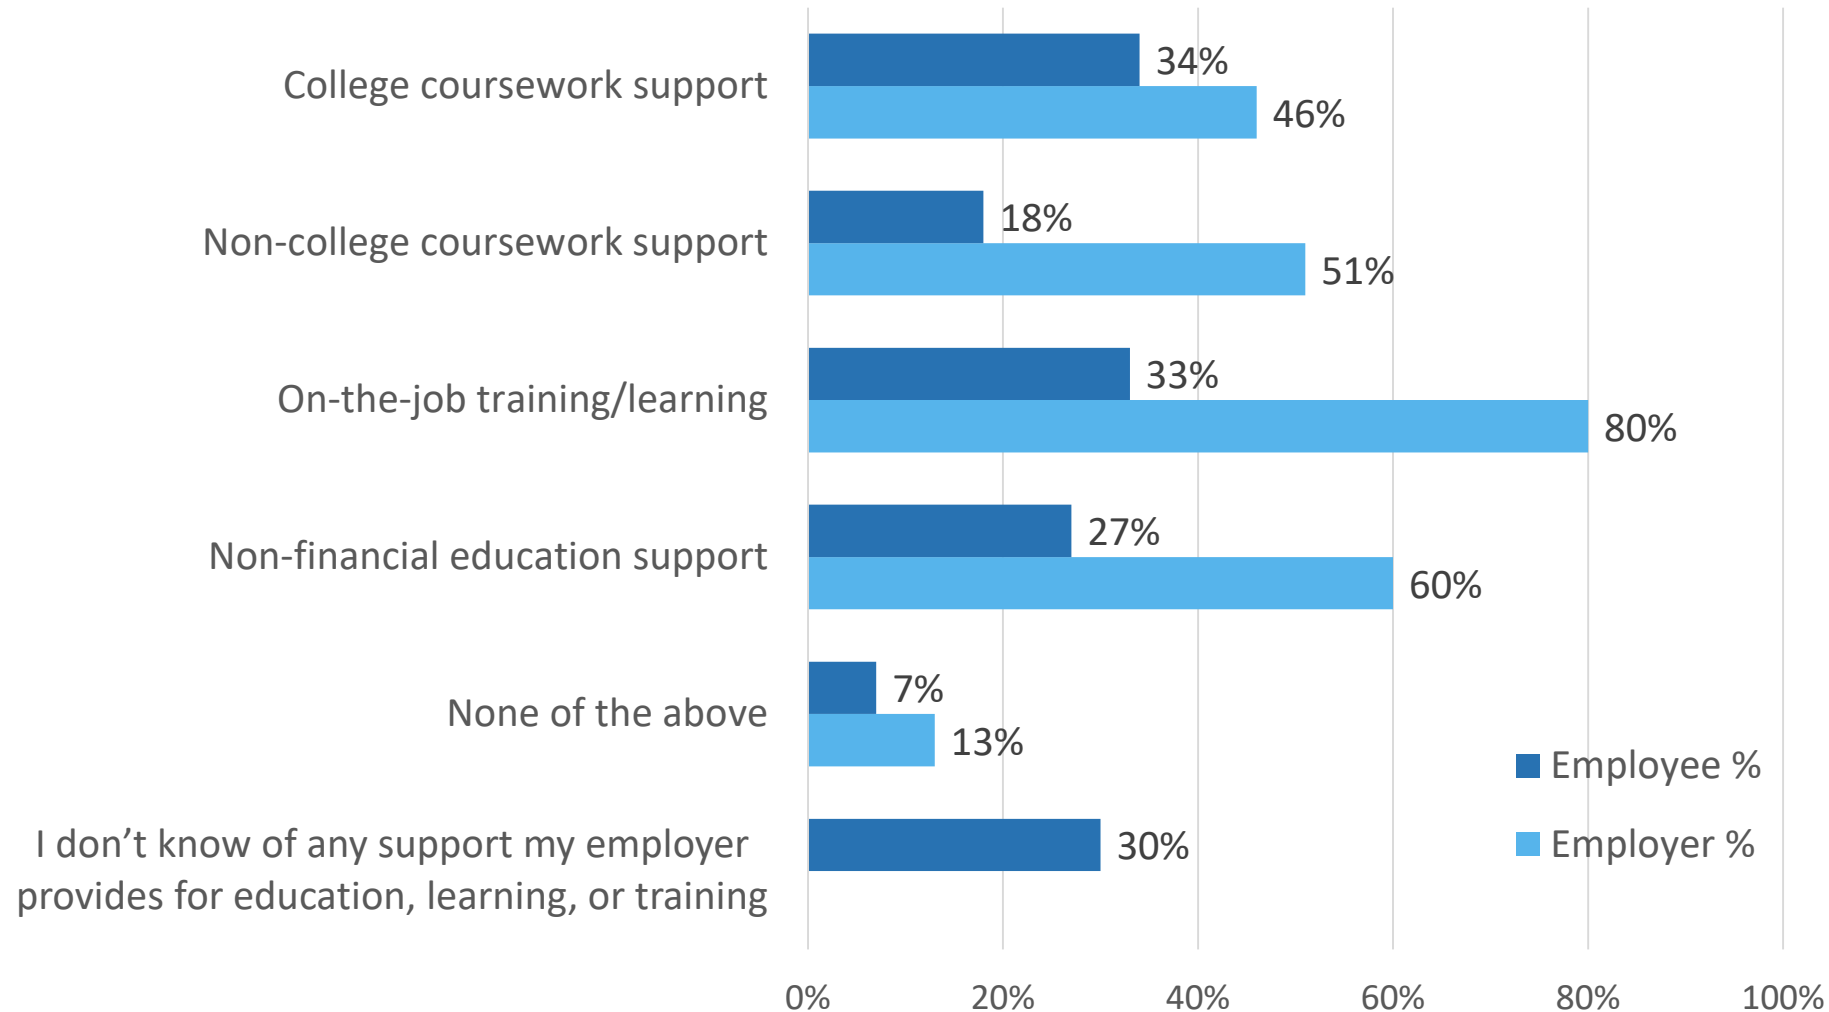 College coursework support
34%
46%
Non-college coursework support
18%
51%
On-the-job training/learning
33%
80%
Non-financial education support
27%
60%
None of the above
7%
13%
I don’t know of any support my employer
provides for education, learning, or training
30%
Employee %
Employer %
0% 20% 40% 60% 80% 100%